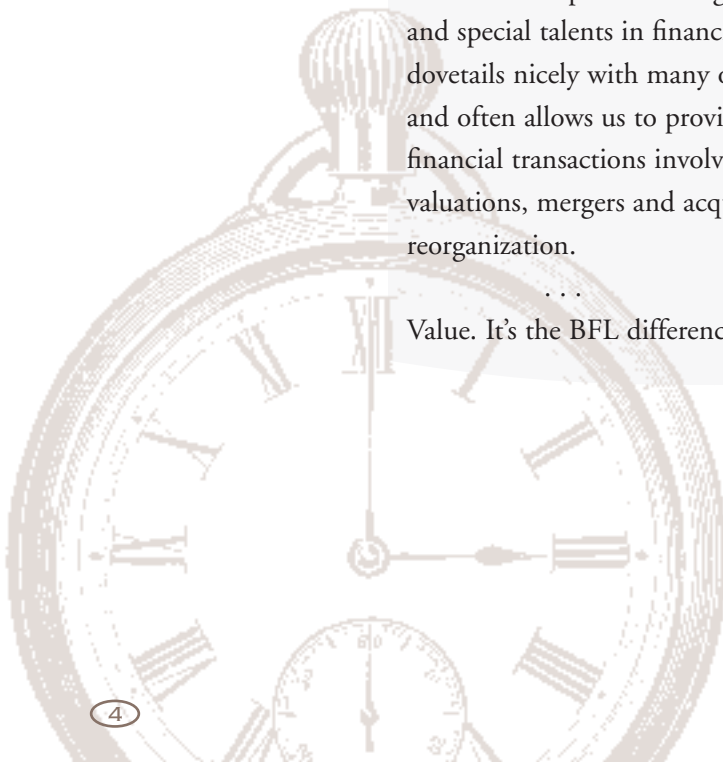 and special talents in financ
dovetails nicely with many
and often allows us to provi
financial transactions involv
valuations, mergers and acq
reorganization.
. . .
Value. It’s the BFL differenc
60
4